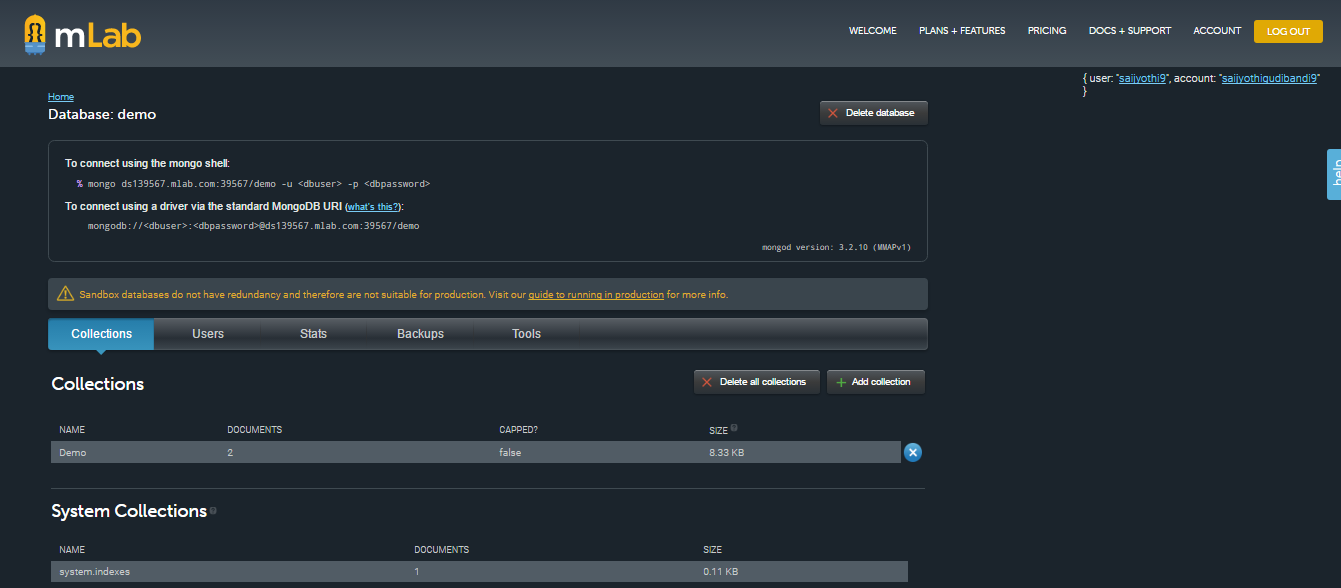 mLab
WELCOME PLANS + FEATURES PRICING DOCS + SUPPORT ACCOUNT LOG OUT
{ user: "saijyothi9", account: "saijyothigudibandi9"
}
Home
Database: demo
Delete database
help
To connect using the mongo shell:
% mongo ds139567.mlab.com:39567/demo -u <dbuser> -p <dbpassword>
To connect using a driver via the standard MongoDB URI (what's this?):
mongodb://<dbuser>:<dbpassword>@ds139567.mlab.com:39567/demo
mongod version: 3.2.10 (MMAPv1)
Sandbox databases do not have redundancy and therefore are not suitable for production. Visit our guide to running in production for more info.
Collections Users Stats Backups Tools
Collections
Delete all collections + Add collection
NAME DOCUMENTS CAPPED? SIZE ?
Demo 2 false 8.33 KB
System Collections ?
NAME DOCUMENTS SIZE
system.indexes 1 0.11 KB